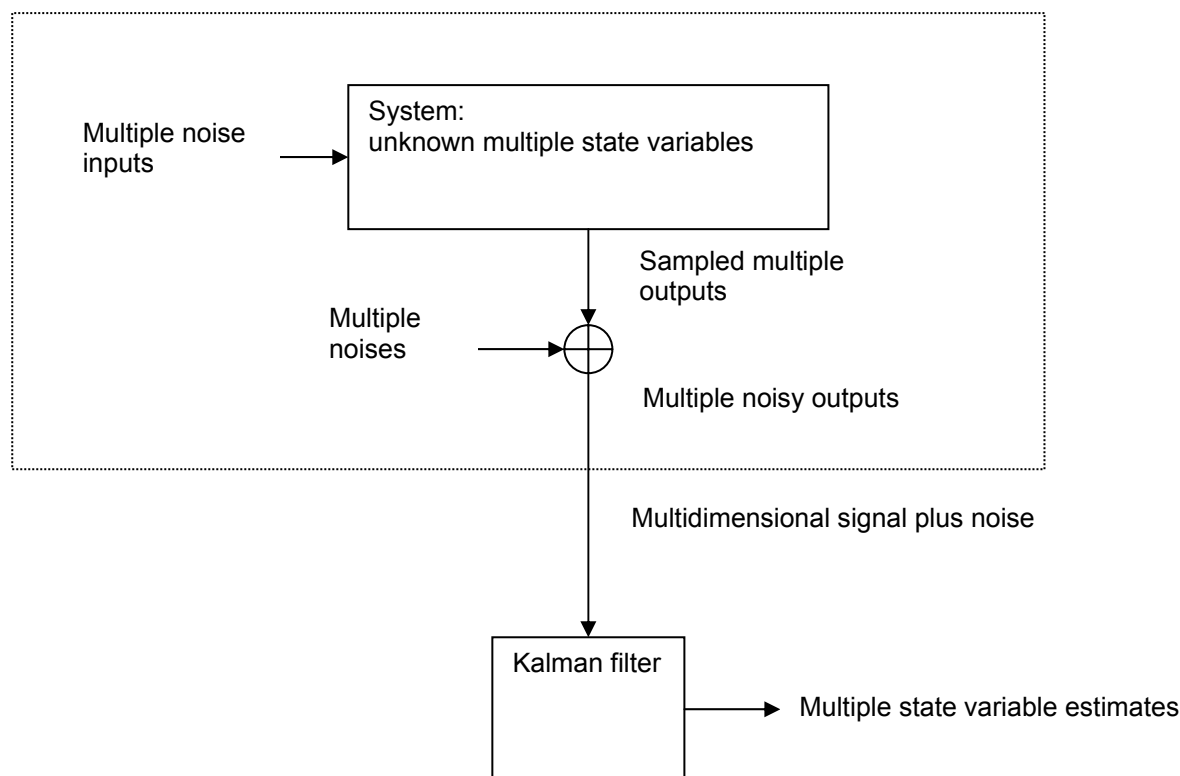 System:
unknown multiple state variables
Multiple noise
inputs
Sampled multiple
outputs
Multiple
noises
Multiple noisy outputs
Multidimensional signal plus noise
Kalman filter
Multiple state variable estimates